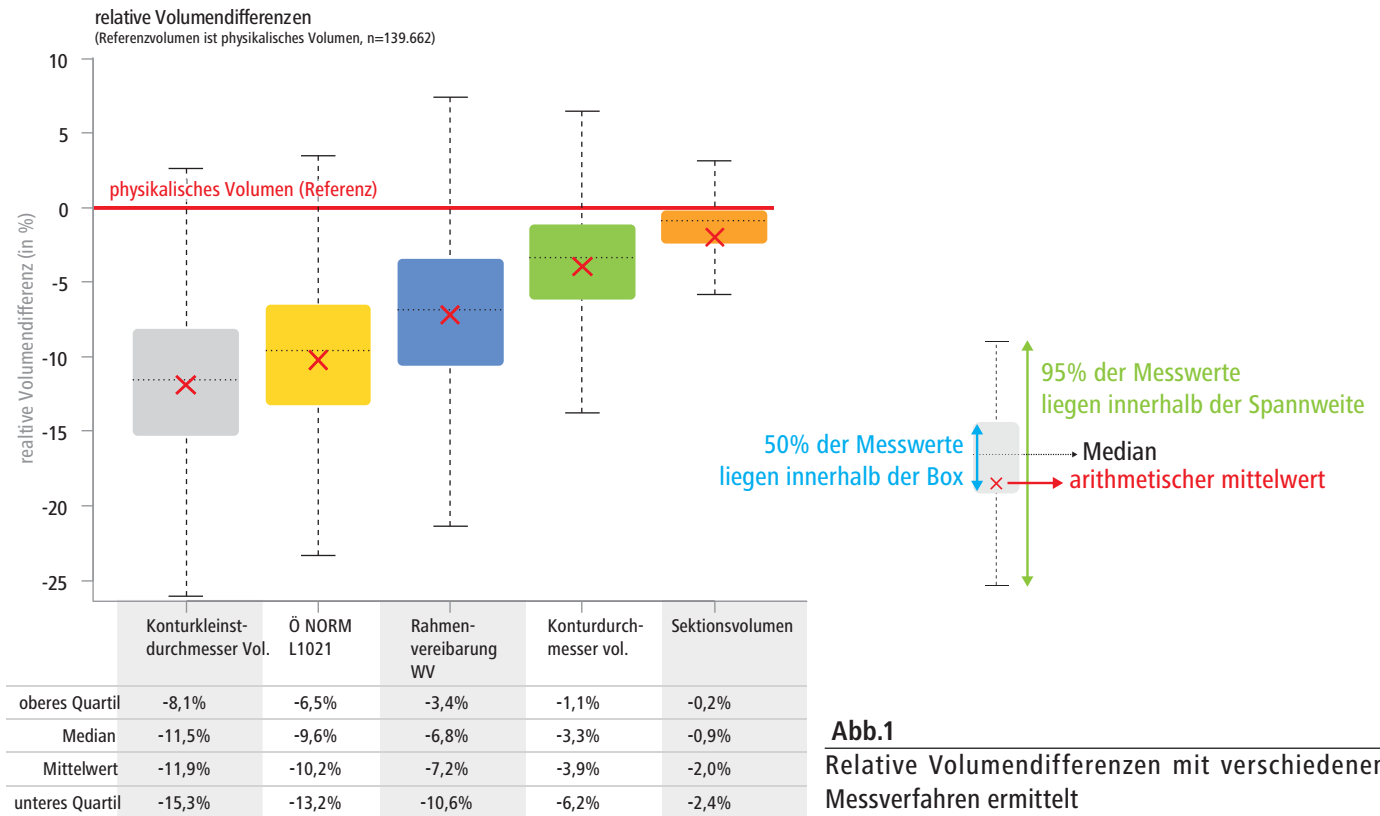 relative Volumendifferenzen
(Referenzvolumen ist physikalisches Volumen, n=139.662)
realtive Volumendifferenz (in %)
10
5
0
-5
-10
-15
-20
-25
physikalisches Volumen (Referenz)
95% der Messwerte
liegen innerhalb der Spannweite
50% der Messwerte
liegen innerhalb der Box
Median
arithmetischer mittelwert
Konturkleinst-
durchmesser Vol.
Ö NORM
L1021
Rahmen-
vereibarung
WV
Konturdurch-
messer vol.
Sektionsvolumen
oberes Quartil -8,1% -6,5% -3,4% -1,1% -0,2%
Median -11,5% -9,6% -6,8% -3,3% -0,9%
Mittelwert -11,9% -10,2% -7,2% -3,9% -2,0%
unteres Quartil -15,3% -13,2% -10,6% -6,2% -2,4%
Abb.1
Relative Volumendifferenzen mit verschiedener
Messverfahren ermittelt